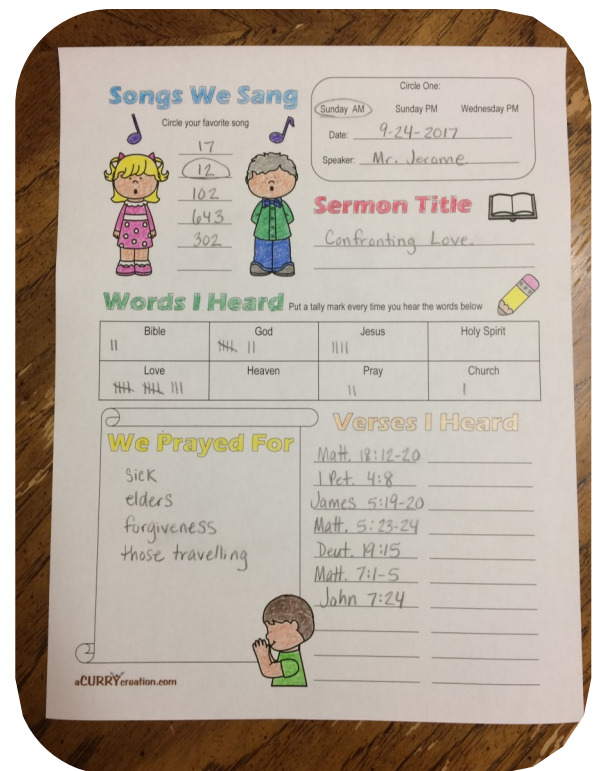 Songs We Sang
Circle your favorite song
17
12
102
643
302
Circle One:
Sunday AM Sunday PM Wednesday PM
Date: 9-24-2017
Speaker: Mr. Jerome
Sermon Title
Confronting Love
Words I Heard Put a tally mark every time you hear the words below
Bible God Jesus Holy Spirit
Love Heaven Pray Church
We Prayed For
sick
elders
forgiveness
those travelling
Verses I Heard
Matt. 18:12-20
1 Pet. 4:8
James 5:19-20
Matt. 5:23-24
Deut. 19:15
Matt. 7:1-5
John 7:24
aCURRYcreation.com